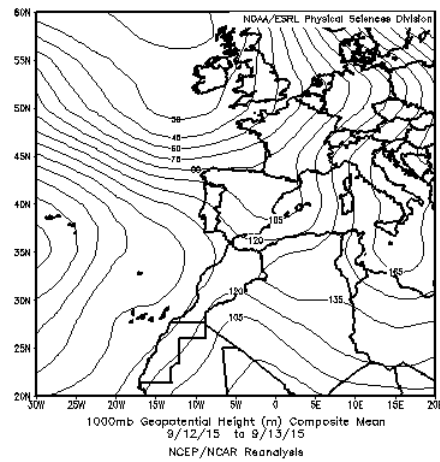 NOAA/ESRL Physical Sciences Division
60N
55N
50N
45N
40N
35N
30N
25N
20N
30
45
60
75
90
105
120
165
120
135
105
30W 25W 20W 15W 10W 5W 0 5E 10E 15E 20E
1000mb Geopotential Height (m) Composite Mean
9/12/15 to 9/13/15
NCEP/NCAR Reanalysis